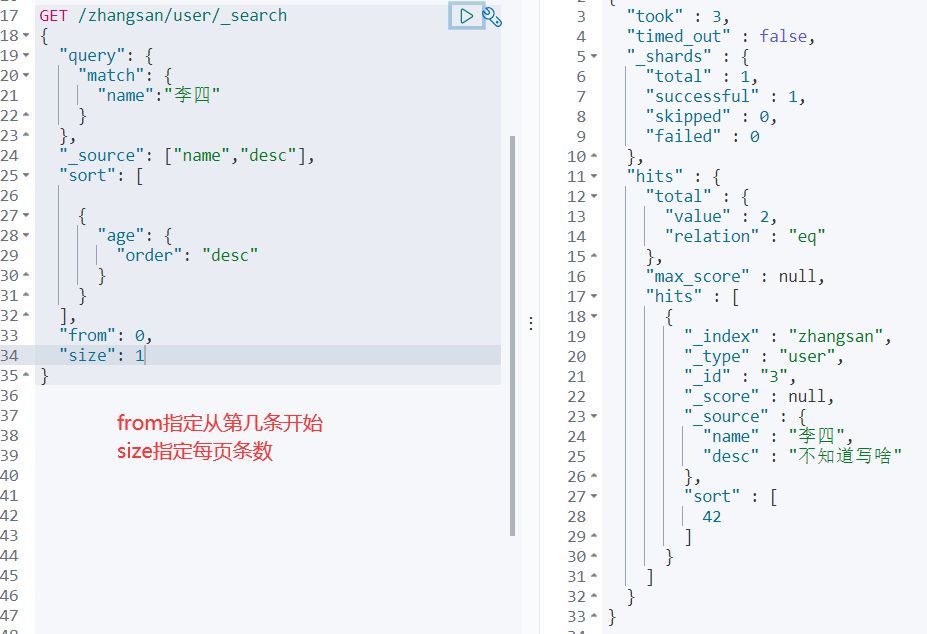 17 GET /zhangsan/user/_search
18 {
19 "query": {
20 "match": {
21 "name":"李四"
22 }
23 },
24 "_source": ["name","desc"],
25 "sort": [
26
27 {
28 "age": {
29 "order": "desc"
30 }
31 }
32 ],
33 "from": 0,
34 "size": 1
35 }
36
37
38
39
40
41
42
43
44
45
46
47
from指定从第几条开始
size指定每页条数
3 "took" : 3,
4 "timed_out" : false,
5 "_shards" : {
6 "total" : 1,
7 "successful" : 1,
8 "skipped" : 0,
9 "failed" : 0
10 },
11 "hits" : {
12 "total" : {
13 "value" : 2,
14 "relation" : "eq"
15 },
16 "max_score" : null,
17 "hits" : [
18 {
19 "_index" : "zhangsan",
20 "_type" : "user",
21 "_id" : "3",
22 "_score" : null,
23 "_source" : {
24 "name" : "李四",
25 "desc" : "不知道写啥"
26 },
27 "sort" : [
28 42
29 ]
30 }
31 ]
32 }
33 }